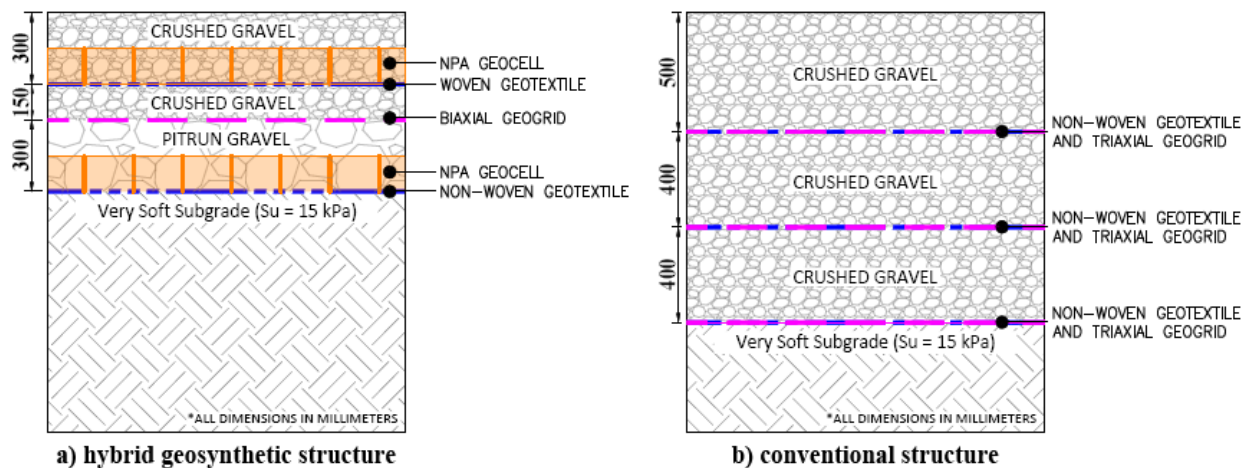 300
150
300
CRUSHED GRAVEL
CRUSHED GRAVEL
PITRUN GRAVEL
NPA GEOCELL
WOVEN GEOTEXTILE
BIAXIAL GEOGRID
NPA GEOCELL
NON-WOVEN GEOTEXTILE
Very Soft Subgrade (Su = 15 kPa)
*ALL DIMENSIONS IN MILLIMETERS
a) hybrid geosynthetic structure
500
400
400
CRUSHED GRAVEL
CRUSHED GRAVEL
CRUSHED GRAVEL
NON-WOVEN GEOTEXTILE
AND TRIAXIAL GEOGRID
NON-WOVEN GEOTEXTILE
AND TRIAXIAL GEOGRID
NON-WOVEN GEOTEXTILE
AND TRIAXIAL GEOGRID
Very Soft Subgrade (Su = 15 kPa)
*ALL DIMENSIONS IN MILLIMETERS
b) conventional structure